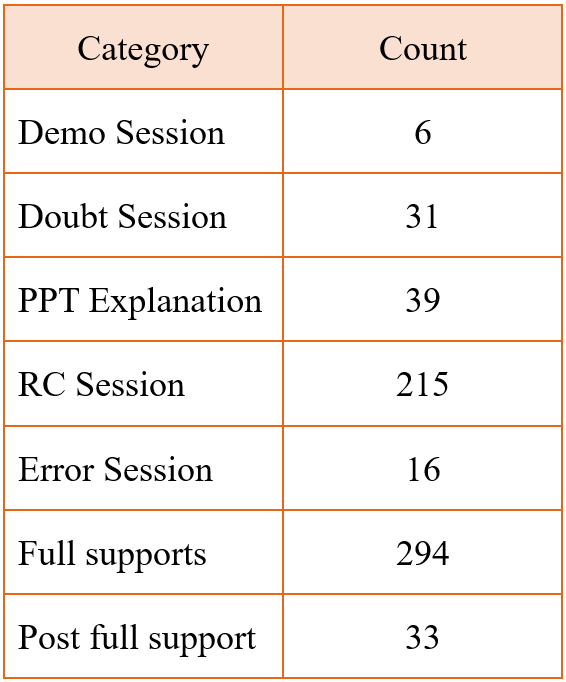 Category Count
Demo Session 6
Doubt Session 31
PPT Explanation 39
RC Session 215
Error Session 16
Full supports 294
Post full support 33